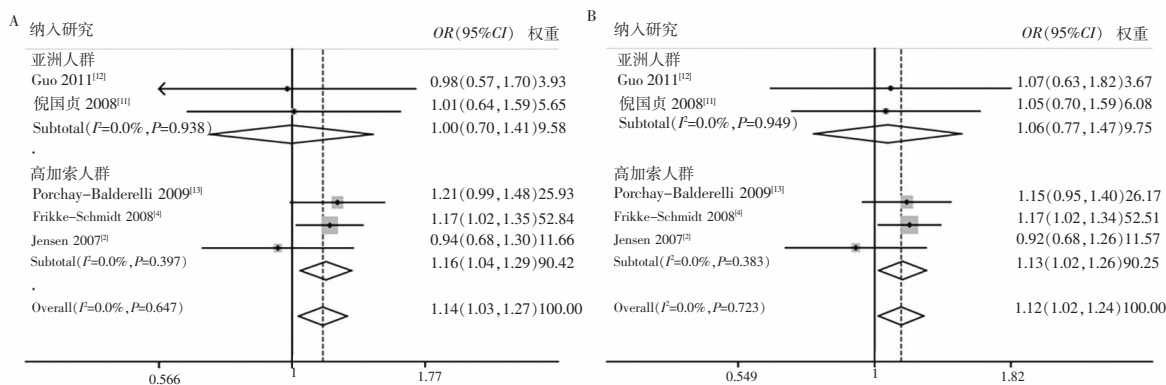 A
纳入研究 OR(95%CI) 权重
亚洲人群
Guo 2011[12] 0.98(0.57,1.70)3.93
倪国贞 2008[11] 1.01(0.64,1.59)5.65
Subtotal(I²=0.0%,P=0.938) 1.00(0.70,1.41)9.58
.
高加索人群
Porchay-Balderelli 2009[13] 1.21(0.99,1.48)25.93
Frikke-Schmidt 2008[4] 1.17(1.02,1.35)52.84
Jensen 2007[2] 0.94(0.68,1.30)11.66
Subtotal(I²=0.0%,P=0.397) 1.16(1.04,1.29)90.42
.
Overall(I²=0.0%,P=0.647) 1.14(1.03,1.27)100.00
0.566 1 1.77
B
纳入研究 OR(95%CI) 权重
亚洲人群
Guo 2011[12] 1.07(0.63,1.82)3.67
倪国贞 2008[11] 1.05(0.70,1.59)6.08
Subtotal(I²=0.0%,P=0.949) 1.06(0.77,1.47)9.75
高加索人群
Porchay-Balderelli 2009[13] 1.15(0.95,1.40)26.17
Frikke-Schmidt 2008[4] 1.17(1.02,1.34)52.51
Jensen 2007[2] 0.92(0.68,1.26)11.57
Subtotal(I²=0.0%,P=0.383) 1.13(1.02,1.26)90.25
.
Overall(I²=0.0%,P=0.723) 1.12(1.02,1.24)100.00
0.549 1 1.82